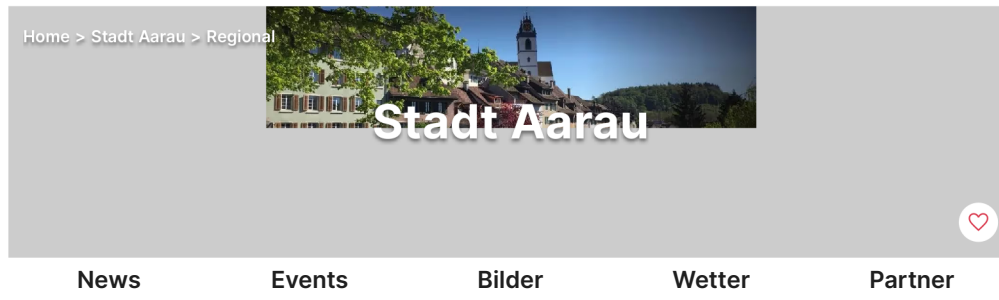 Home > Stadt Aarau > Regional
Stadt Aarau
News Events Bilder Wetter Partner